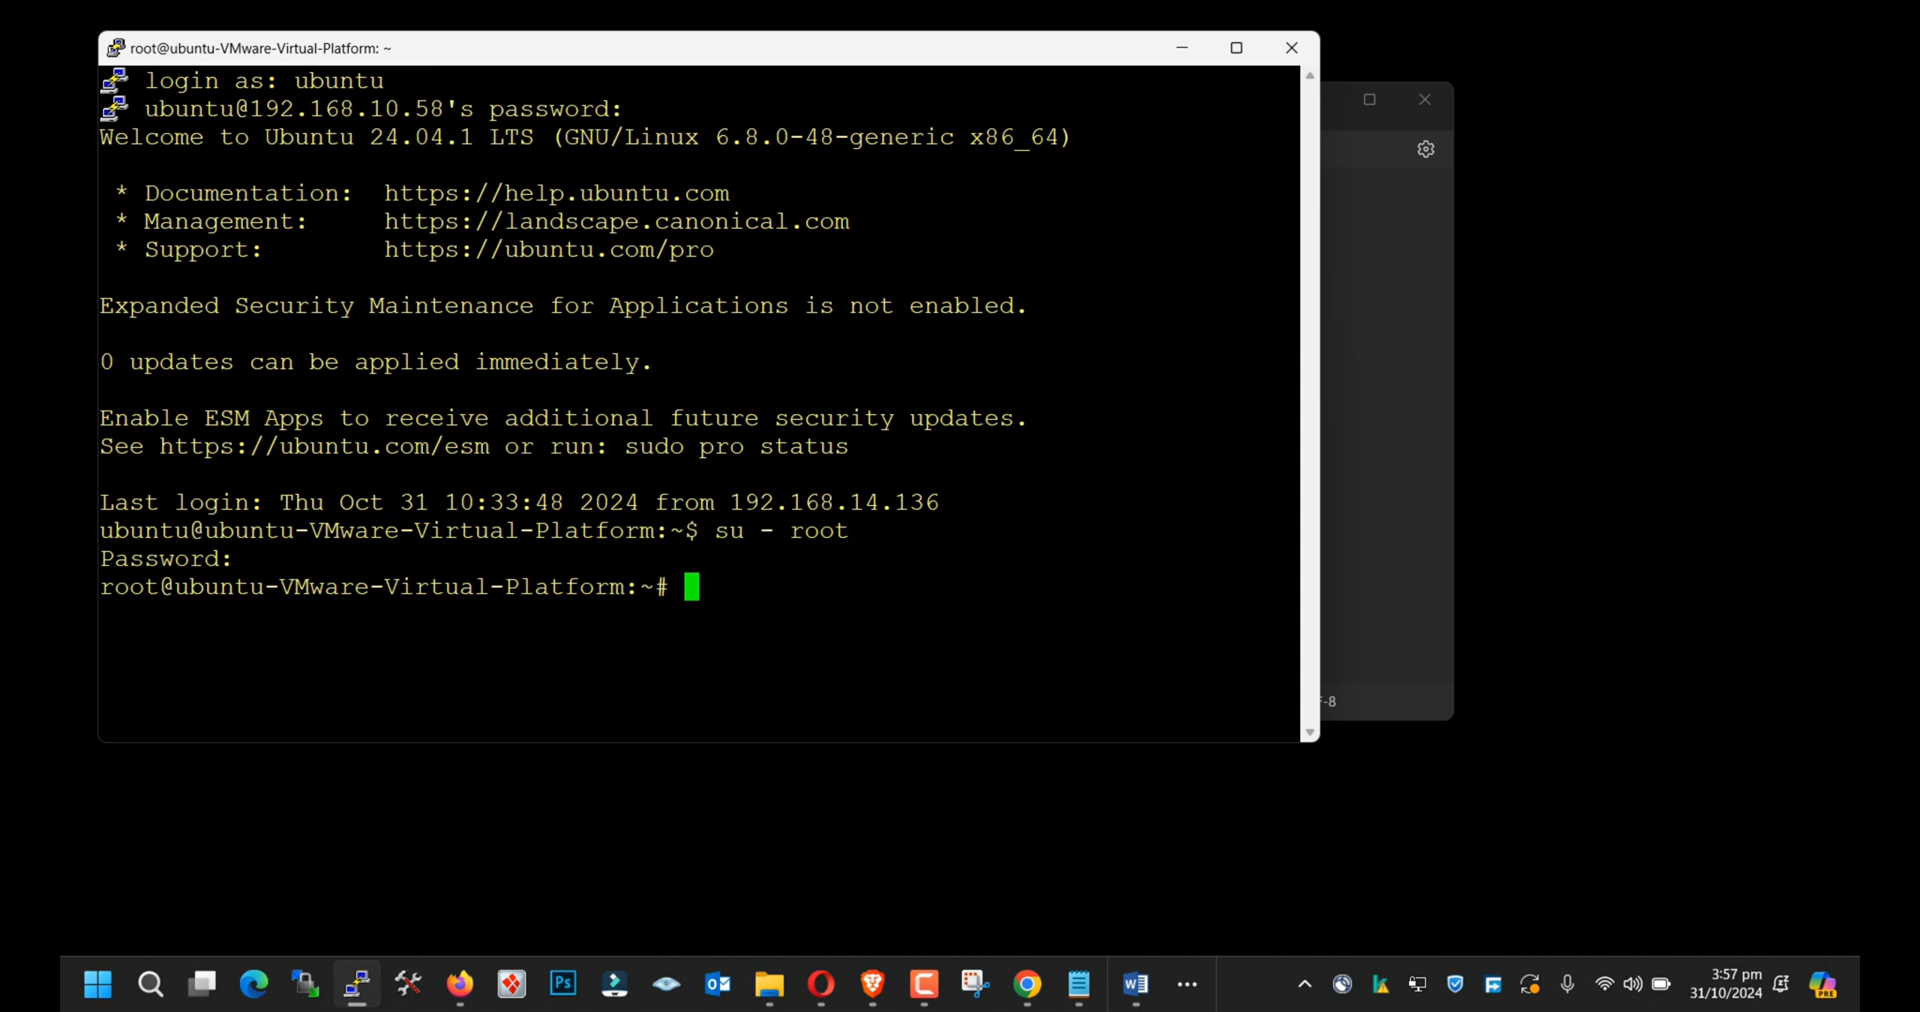 root@ubuntu-VMware-Virtual-Platform: ~
login as: ubuntu
ubuntu@192.168.10.58's password:
Welcome to Ubuntu 24.04.1 LTS (GNU/Linux 6.8.0-48-generic x86_64)
* Documentation:  https://help.ubuntu.com
* Management:     https://landscape.canonical.com
* Support:        https://ubuntu.com/pro
Expanded Security Maintenance for Applications is not enabled.
0 updates can be applied immediately.
Enable ESM Apps to receive additional future security updates.
See https://ubuntu.com/esm or run: sudo pro status
Last login: Thu Oct 31 10:33:48 2024 from 192.168.14.136
ubuntu@ubuntu-VMware-Virtual-Platform:~$ su - root
Password:
root@ubuntu-VMware-Virtual-Platform:~#
F-8
Ps
3:57 pm
31/10/2024
PRE